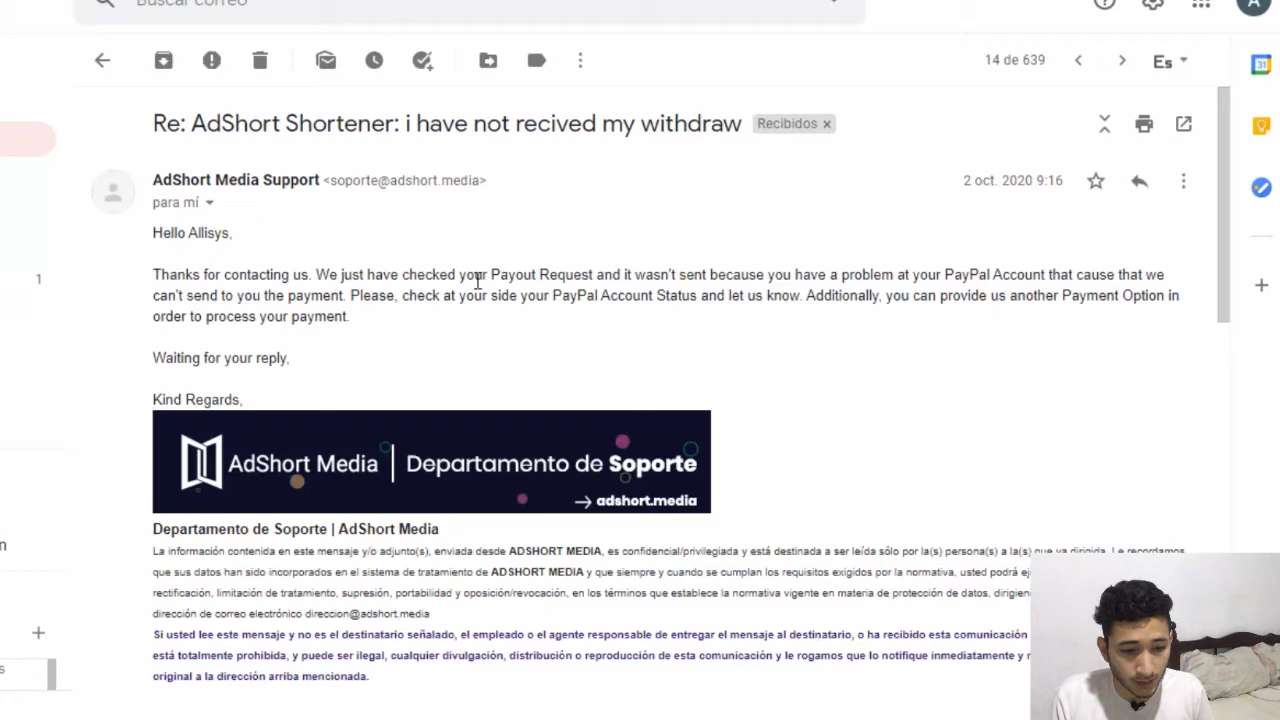 Buscar correo
A
14 de 639
Es
Re: AdShort Shortener: i have not recived my withdraw
Recibidos ×
31
AdShort Media Support <soporte@adshort.media>
2 oct. 2020 9:16
para mí
Hello Allisys,
Thanks for contacting us. We just have checked your Payout Request and it wasn't sent because you have a problem at your PayPal Account that cause that we
can't send to you the payment. Please, check at your side your PayPal Account Status and let us know. Additionally, you can provide us another Payment Option in
order to process your payment.
1
Waiting for your reply,
Kind Regards,
AdShort Media | Departamento de Soporte
→ adshort.media
Departamento de Soporte | AdShort Media
La información contenida en este mensaje y/o adjunto(s), enviada desde ADSHORT MEDIA, es confidencial/privilegiada y está destinada a ser leída sólo por la(s) persona(s) a la(s) que va dirigida. Le recordamos
que sus datos han sido incorporados en el sistema de tratamiento de ADSHORT MEDIA y que siempre y cuando se cumplan los requisitos exigidos por la normativa, usted podrá
rectificación, limitación de tratamiento, supresión, portabilidad y oposición/revocación, en los términos que establece la normativa vigente en materia de protección de datos,
dirección de correo electrónico direccion@adshort.media
Si usted lee este mensaje y no es el destinatario señalado, el empleado o el agente responsable de entregar el mensaje al destinatario, o ha recibido esta comunicación
está totalmente prohibida, y puede ser ilegal, cualquier divulgación, distribución o reproducción de esta comunicación y le rogamos que lo notifique inmediatamente y
original a la dirección arriba mencionada.